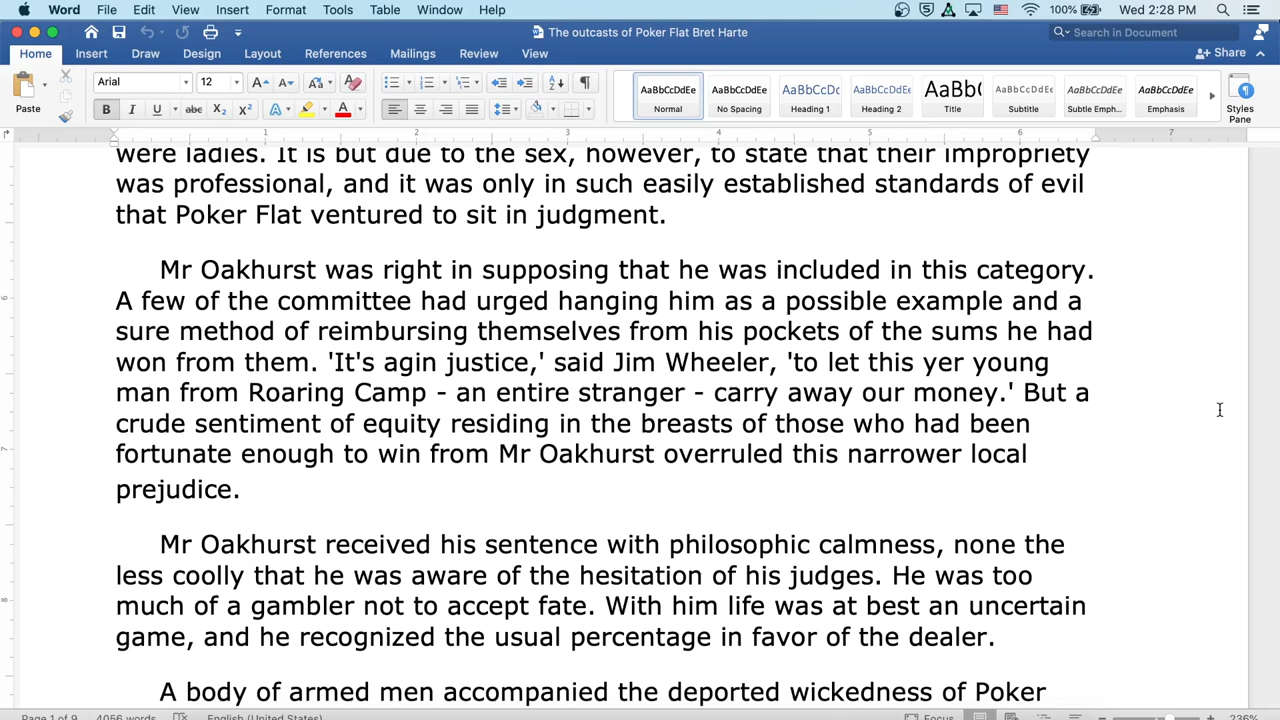 Word File Edit View Insert Format Tools Table Window Help 100% Wed 2:28 PM
The outcasts of Poker Flat Bret Harte Search in Document
Home Insert Draw Design Layout References Mailings Review View Share
Paste Arial 12 AaBbCcDdEe AaBbCcDdEe AaBbCcDc AaBbCcDdEe AaBbC AaBbCcDdEe AaBbCcDdEe AaBbCcDdEe Styles Pane
Normal No Spacing Heading 1 Heading 2 Title Subtitle Subtle Emph... Emphasis
B I U abc X₂ X² A A
1 2 3 4 5 6 7
were ladies. It is but due to the sex, however, to state that their impropriety
was professional, and it was only in such easily established standards of evil
that Poker Flat ventured to sit in judgment.
Mr Oakhurst was right in supposing that he was included in this category.
A few of the committee had urged hanging him as a possible example and a
sure method of reimbursing themselves from his pockets of the sums he had
won from them. 'It's agin justice,' said Jim Wheeler, 'to let this yer young
man from Roaring Camp - an entire stranger - carry away our money.' But a
crude sentiment of equity residing in the breasts of those who had been
fortunate enough to win from Mr Oakhurst overruled this narrower local
prejudice.
Mr Oakhurst received his sentence with philosophic calmness, none the
less coolly that he was aware of the hesitation of his judges. He was too
much of a gambler not to accept fate. With him life was at best an uncertain
game, and he recognized the usual percentage in favor of the dealer.
A body of armed men accompanied the deported wickedness of Poker
Page 1 of 9 4056 words English (United States) Focus 236%